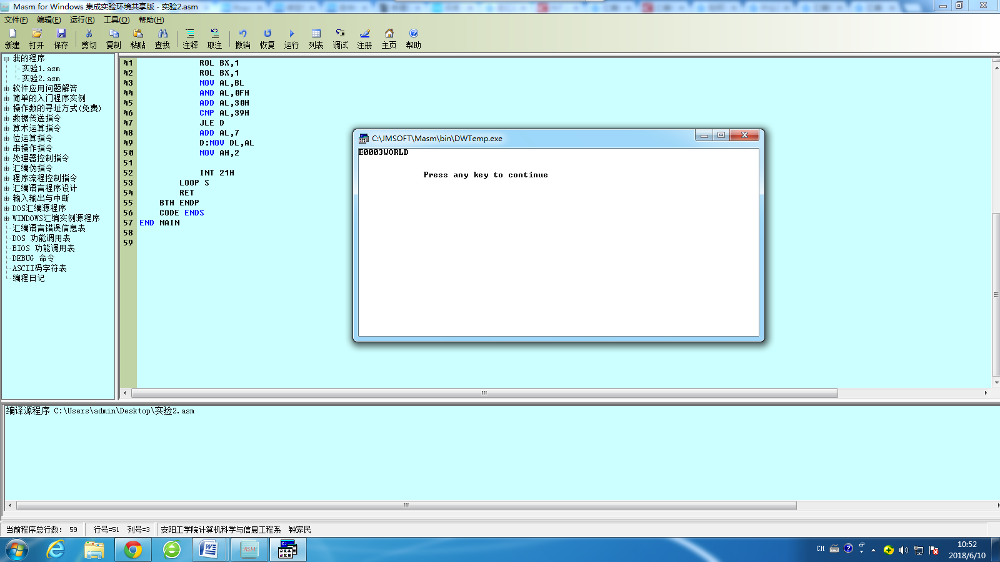 Masm for Windows 集成实验环境共享版 - 实验2.asm
文件(F) 编辑(E) 运行(R) 工具(O) 帮助(H)
新建 打开 保存 剪切 复制 粘贴 查找 注释 取注 撤销 恢复 运行 列表 调试 注册 主页 帮助
我的程序
实验1.asm
实验2.asm
软件应用问题解答
简单的入门程序实例
操作数的寻址方式(免费)
数据传送指令
算术运算指令
位运算指令
串操作指令
处理器控制指令
汇编伪指令
程序流程控制指令
汇编语言程序设计
输入输出与中断
DOS汇编源程序
WINDOWS汇编实例源程序
汇编语言错误信息表
DOS 功能调用表
BIOS 功能调用表
DEBUG 命令
ASCII码字符表
编程日记
41 ROL BX,1
42 ROL BX,1
43 MOV AL,BL
44 AND AL,0FH
45 ADD AL,30H
46 CMP AL,39H
47 JLE D
48 ADD AL,7
49 D:MOV DL,AL
50 MOV AH,2
51
52 INT 21H
53 LOOP S
54 RET
55 BTH ENDP
56 CODE ENDS
57 END MAIN
58
59
C:\JMSOFT\Masm\bin\DWTemp.exe
E0003WORLD
Press any key to continue
编译源程序 C:\Users\admin\Desktop\实验2.asm
当前程序总行数: 59 行号=51 列号=3 安阳工学院计算机科学与信息工程系 钟家民
CH
10:52
2018/6/10